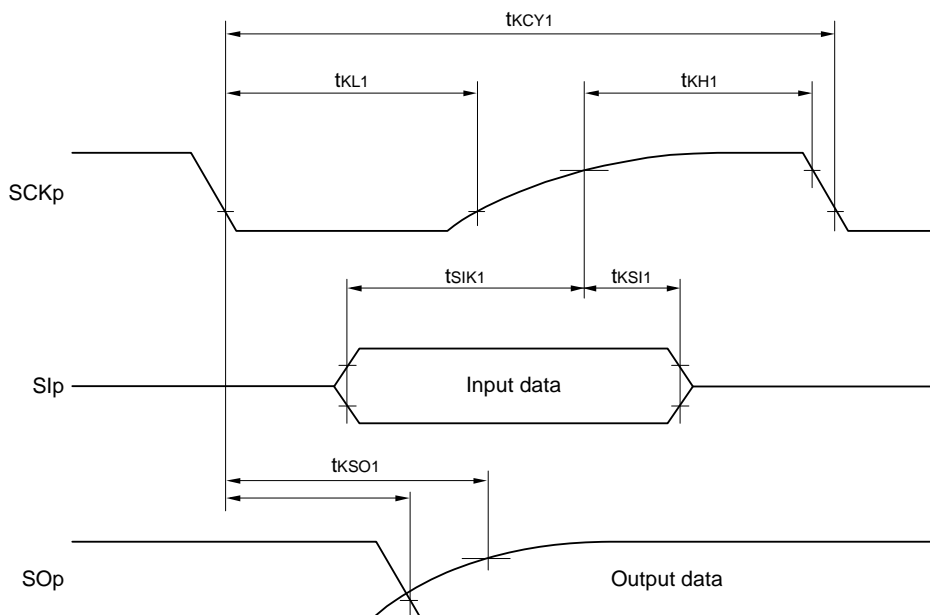 tKCY1
tKL1
tKH1
SCKp
tSIK1
tKSI1
SIp
Input data
tKSO1
SOp
Output data